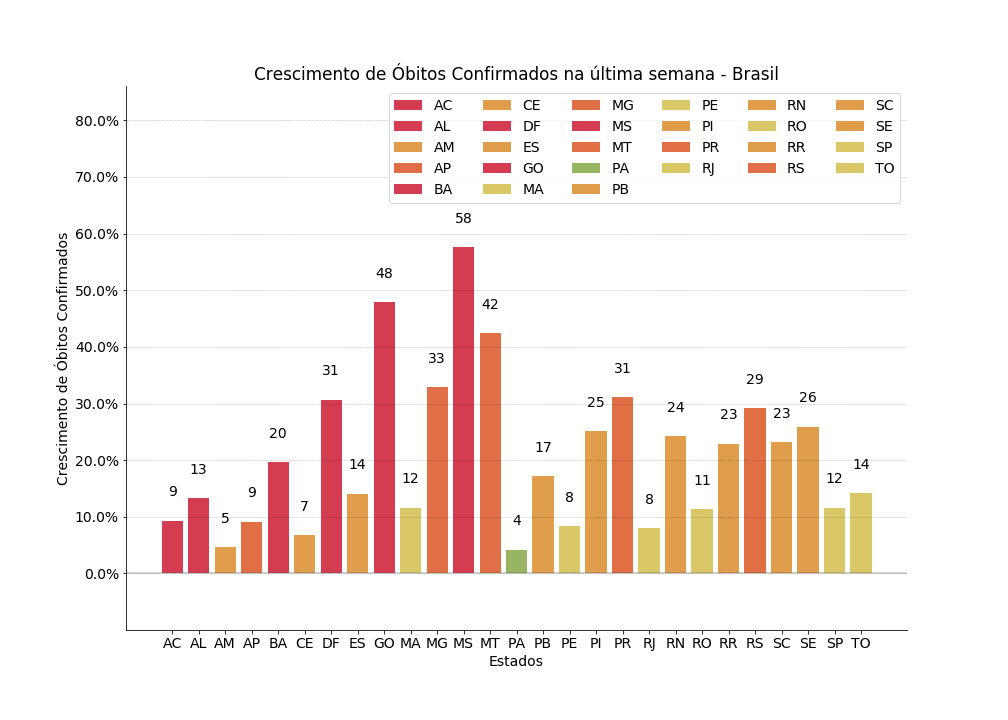 Crescimento de Óbitos Confirmados na última semana - Brasil
AC CE MG PE RN SC
AL DF MS PI RO SE
AM ES MT PR RR SP
AP GO PA RJ RS TO
BA MA PB
80.0%
70.0%
60.0%
50.0%
40.0%
30.0%
20.0%
10.0%
0.0%
Crescimento de Óbitos Confirmados
9 13 5 9 20 7 31 14 48 12 33 58 42 4 17 8 25 31 8 24 11 23 29 23 26 12 14
AC AL AM AP BA CE DF ES GO MA MG MS MT PA PB PE PI PR RJ RN RO RR RS SC SE SP TO
Estados